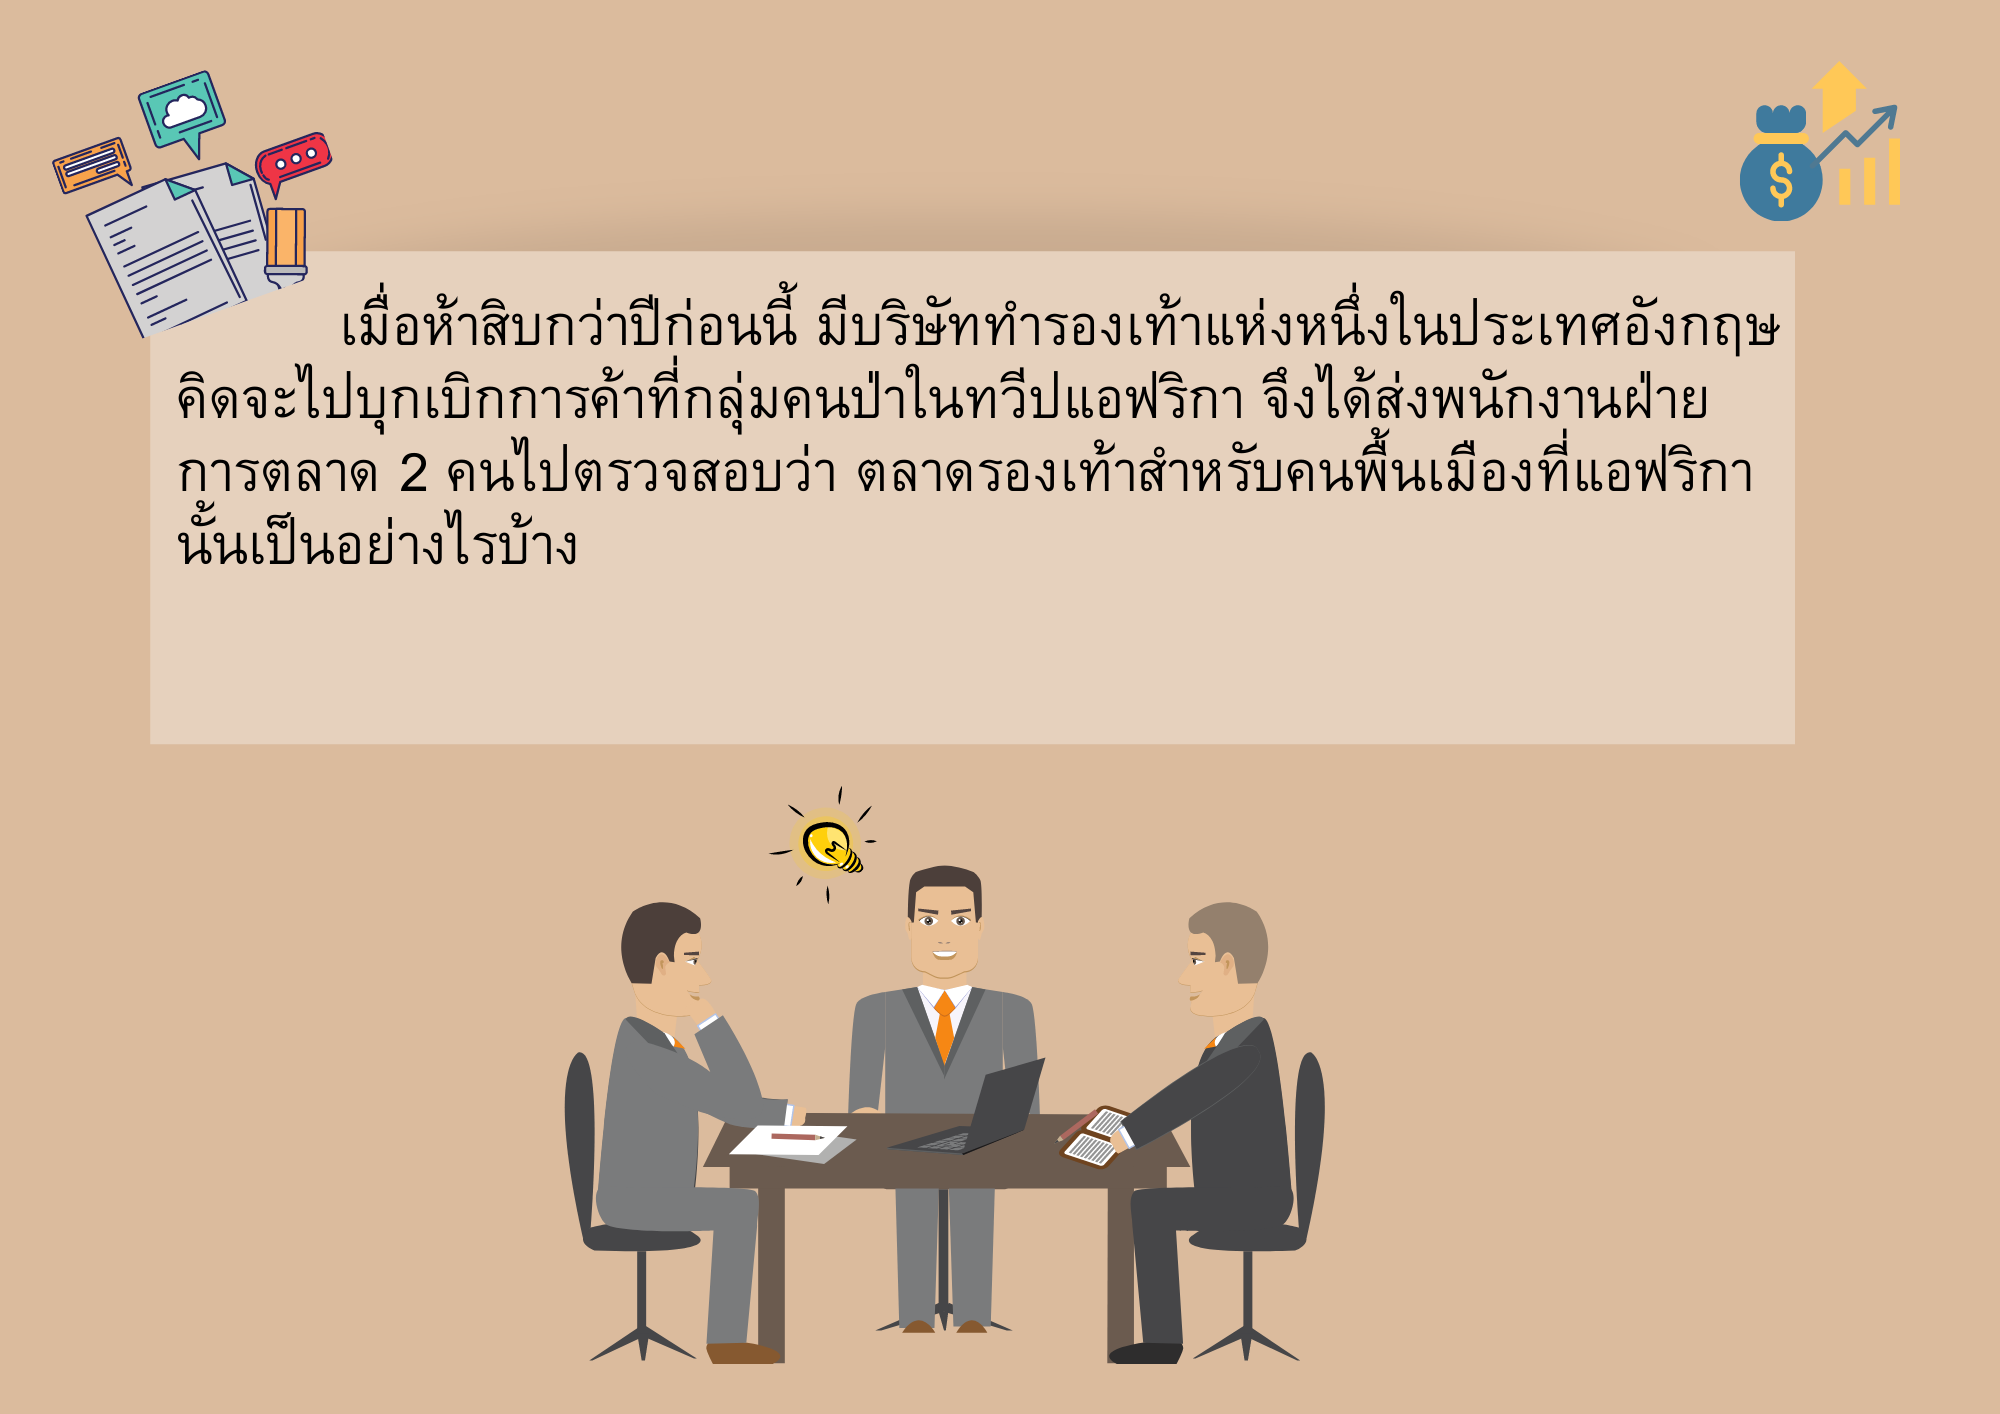 เมื่อห้าสิบกว่าปีก่อนนี้ มีบริษัททำรองเท้าแห่งหนึ่งในประเทศอังกฤษ
คิดจะไปบุกเบิกการค้าที่กลุ่มคนป่าในทวีปแอฟริกา จึงได้ส่งพนักงานฝ่าย
การตลาด 2 คนไปตรวจสอบว่า ตลาดรองเท้าสำหรับคนพื้นเมืองที่แอฟริกา
นั้นเป็นอย่างไรบ้าง